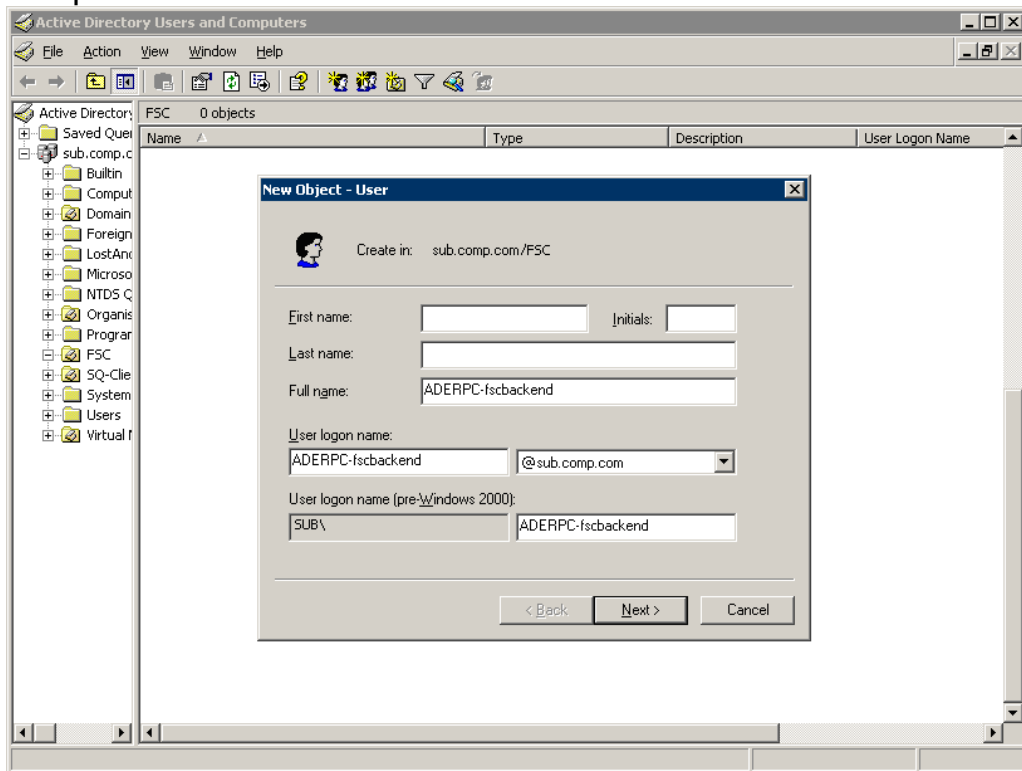 Active Directory Users and Computers
File Action View Window Help
Active Directory
FSC 0 objects
Saved Quer
Name Type Description User Logon Name
sub.comp.c
Builtin
Comput
Domain
Foreign
LostAnd
Microso
NTDS Q
Organis
Program
FSC
SQ-Clie
System
Users
Virtual M
New Object - User
Create in: sub.comp.com/FSC
First name: Initials:
Last name:
Full name: ADERPC-fscbackend
User logon name:
ADERPC-fscbackend @sub.comp.com
User logon name (pre-Windows 2000):
SUB\ ADERPC-fscbackend
< Back Next > Cancel